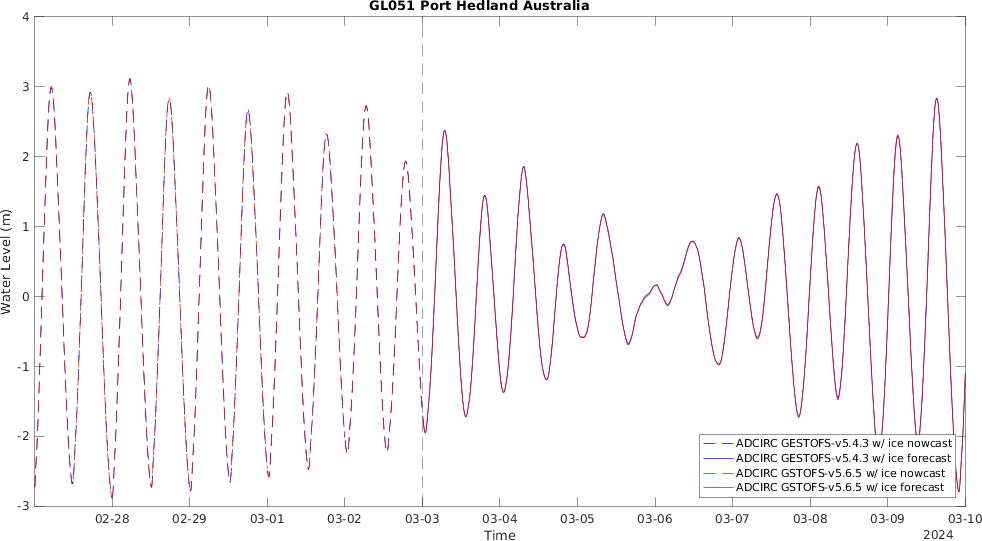 GL051 Port Hedland Australia
4
3
2
1
0
-1
-2
-3
Water Level (m)
ADCIRC GESTOFS-v5.4.3 w/ ice nowcast
ADCIRC GESTOFS-v5.4.3 w/ ice forecast
ADCIRC GSTOFS-v5.6.5 w/ ice nowcast
ADCIRC GSTOFS-v5.6.5 w/ ice forecast
02-28 02-29 03-01 03-02 03-03 03-04 03-05 03-06 03-07 03-08 03-09 03-10
Time
2024